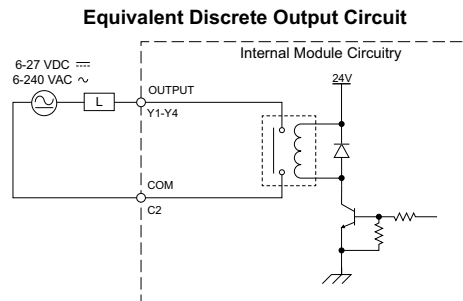 Equivalent Discrete Output Circuit
Internal Module Circuitry
6-27 VDC ⎓
6-240 VAC ∿
24V
L
OUTPUT
Y1-Y4
COM
C2